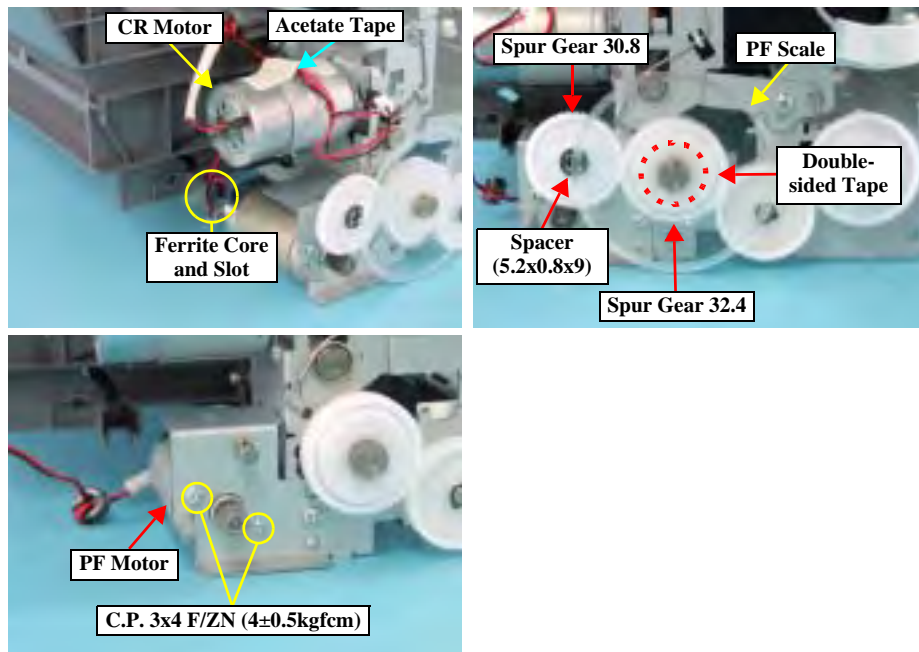 CR Motor
Acetate Tape
Ferrite Core
and Slot
Spur Gear 30.8
PF Scale
Double-
sided Tape
Spacer
(5.2x0.8x9)
Spur Gear 32.4
PF Motor
C.P. 3x4 F/ZN (4±0.5kgfcm)